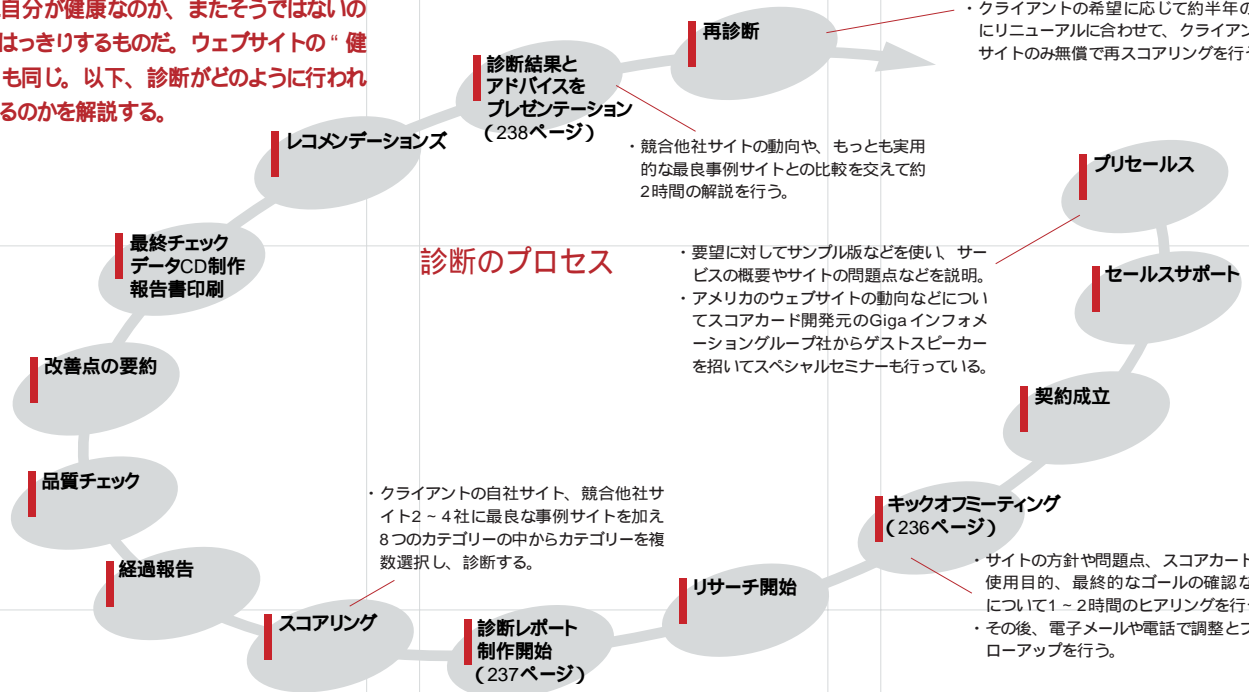 自分が健康なのか、またそうではないの
はっきりするものだ。ウェブサイトの“健
も同じ。以下、診断がどのように行われ
るのかを解説する。
診断のプロセス
プリセールス
・要望に対してサンプル版などを使い、サー
ビスの概要やサイトの問題点などを説明。
・アメリカのウェブサイトの動向などについ
てスコアカード開発元のGigaインフォメ
ーショングループ社からゲストスピーカー
を招いてスペシャルセミナーも行っている。
セールスサポート
契約成立
キックオフミーティング
（236ページ）
・サイトの方針や問題点、スコアカート
使用目的、最終的なゴールの確認な
について1～2時間のヒアリングを行
・その後、電子メールや電話で調整とフ
ローアップを行う。
リサーチ開始
診断レポート
制作開始
（237ページ）
スコアリング
・クライアントの自社サイト、競合他社サ
イト2～4社に最良な事例サイトを加え
8つのカテゴリーの中からカテゴリーを複
数選択し、診断する。
経過報告
品質チェック
改善点の要約
最終チェック
データCD制作
報告書印刷
レコメンデーションズ
診断結果と
アドバイスを
プレゼンテーション
（238ページ）
・競合他社サイトの動向や、もっとも実用
的な最良事例サイトとの比較を交えて約
2時間の解説を行う。
再診断
・クライアントの希望に応じて約半年の
にリニューアルに合わせて、クライアン
サイトのみ無償で再スコアリングを行